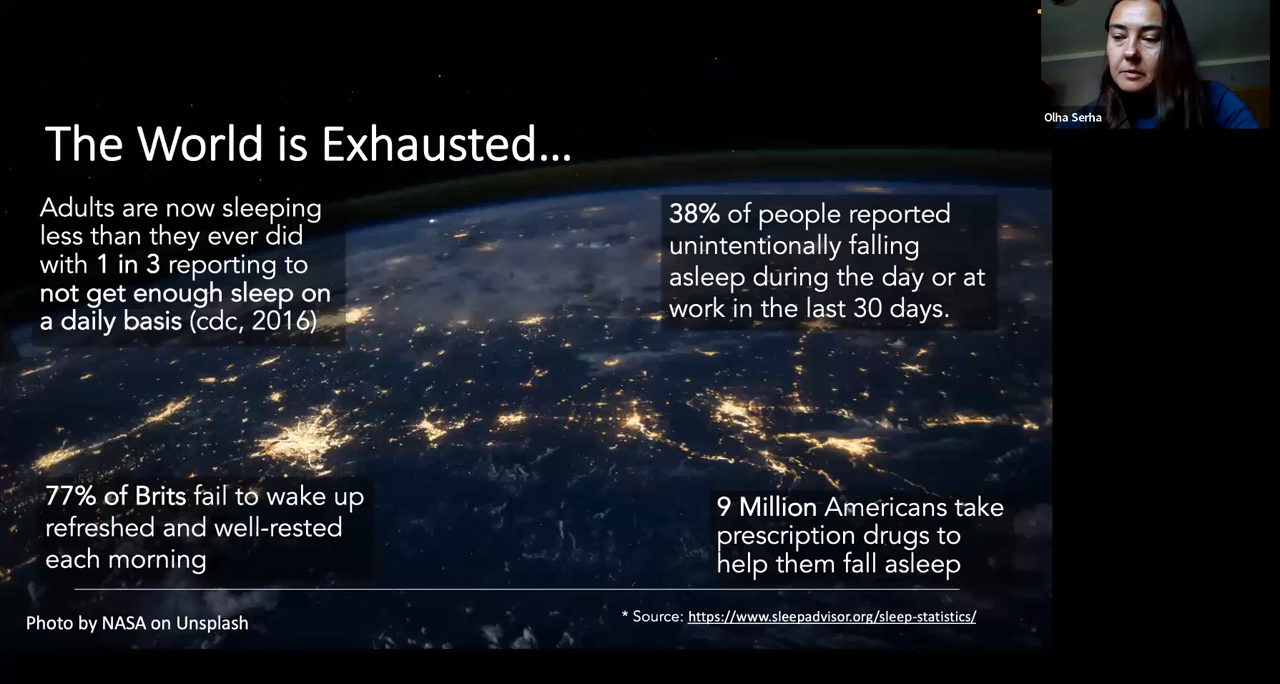 Olha Serha
The World is Exhausted...
Adults are now sleeping
less than they ever did
with 1 in 3 reporting to
not get enough sleep on
a daily basis (cdc, 2016)
38% of people reported
unintentionally falling
asleep during the day or at
work in the last 30 days.
77% of Brits fail to wake up
refreshed and well-rested
each morning
9 Million Americans take
prescription drugs to
help them fall asleep
Photo by NASA on Unsplash
* Source: https://www.sleepadvisor.org/sleep-statistics/